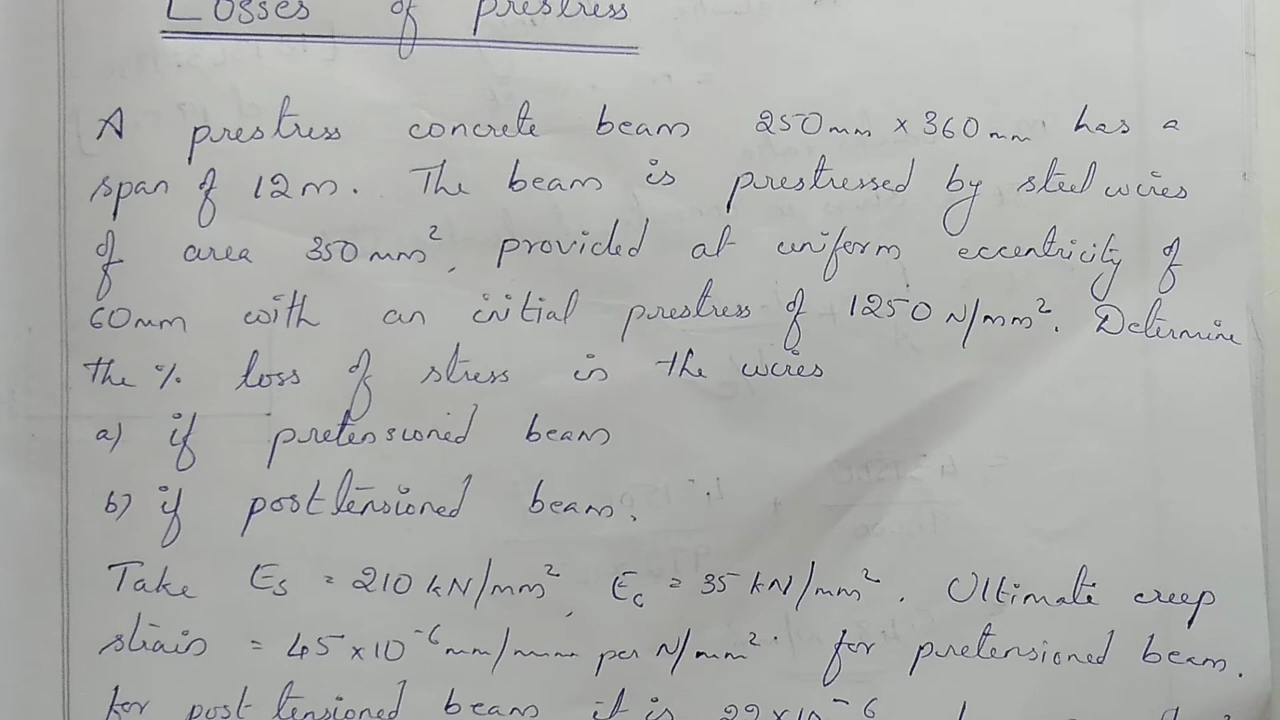 Losses of prestress
A prestress concrete beam 250mm × 360mm has a
span of 12m. The beam is prestressed by steel wires
of area 350mm², provided at uniform eccentricity of
60mm with an initial prestress of 1250 N/mm². Determine
the % loss of stress in the wires
a) if pretensioned beam
b) if post tensioned beam.
Take Es = 210 kN/mm², Ec = 35 kN/mm². Ultimate creep
strain = 45×10⁻⁶ mm/mm per N/mm². for pretensioned beam.
for post tensioned beam it is 22×10⁻⁶